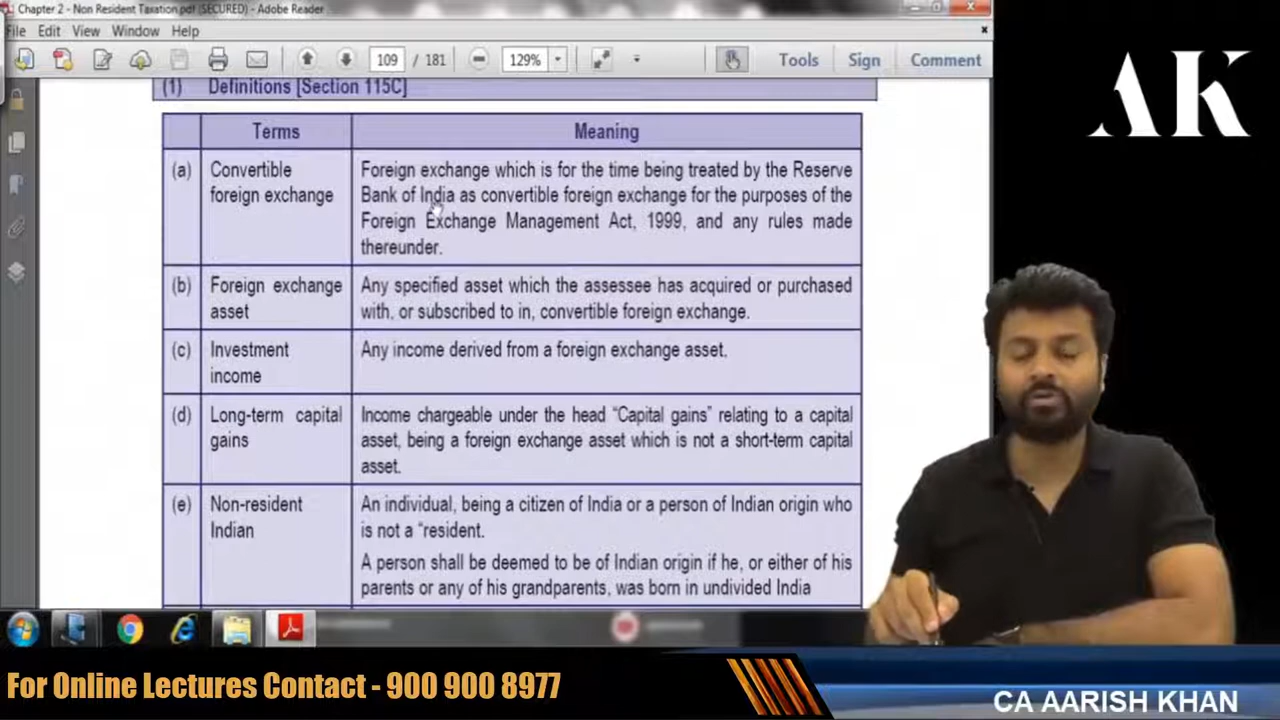 Chapter 2 - Non Resident Taxation.pdf (SECURED) - Adobe Reader
File Edit View Window Help
109 / 181 129% Tools Sign Comment
AK
(1) Definitions [Section 115C]
Terms Meaning
(a) Convertible foreign exchange
Foreign exchange which is for the time being treated by the Reserve
Bank of India as convertible foreign exchange for the purposes of the
Foreign Exchange Management Act, 1999, and any rules made
thereunder.
(b) Foreign exchange asset
Any specified asset which the assessee has acquired or purchased
with, or subscribed to in, convertible foreign exchange.
(c) Investment income
Any income derived from a foreign exchange asset.
(d) Long-term capital gains
Income chargeable under the head “Capital gains” relating to a capital
asset, being a foreign exchange asset which is not a short-term capital
asset.
(e) Non-resident Indian
An individual, being a citizen of India or a person of Indian origin who
is not a “resident.
A person shall be deemed to be of Indian origin if he, or either of his
parents or any of his grandparents, was born in undivided India
For Online Lectures Contact - 900 900 8977
CA AARISH KHAN